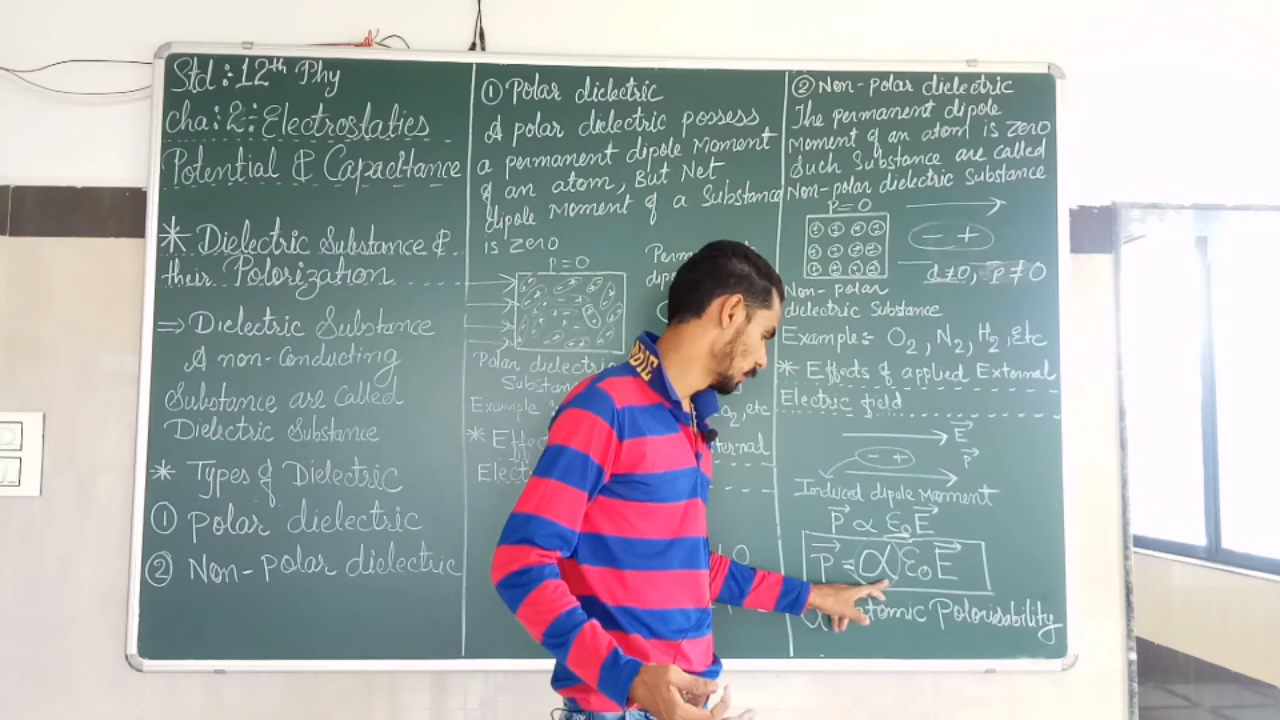 Std : 12th Phy
cha: 2: Electrostatics
Potential & Capacitance
* Dielectric Substance &
their Polorization
⇒ Dielectric Substance
A non-Conducting
Substance are Called
Dielectric Substance
* Types of Dielectric
① polar dielectric
② Non-polar dielectric
① Polar dielectric
A polar dielectric possess
a permanent dipole Moment
of an atom, But Net
dipole Moment of a Substance
is zero
P=0
Polar dielectric
Example
* Effe
Elect
② Non-polar dielectric
The permanent dipole
Moment of an atom is zero
Such Substance are called
Non-polar dielectric Substance
P=0
- +
d≠0, P≠0
Non-polar
dielectric Substance
Example:- O₂, N₂, H₂, Etc
* Effects of applied External
Electric field
E⃗
- +
P⃗
Induced dipole Moment
P⃗ ∝ ε₀E⃗
P⃗ = αε₀E⃗
atomic Polorisability